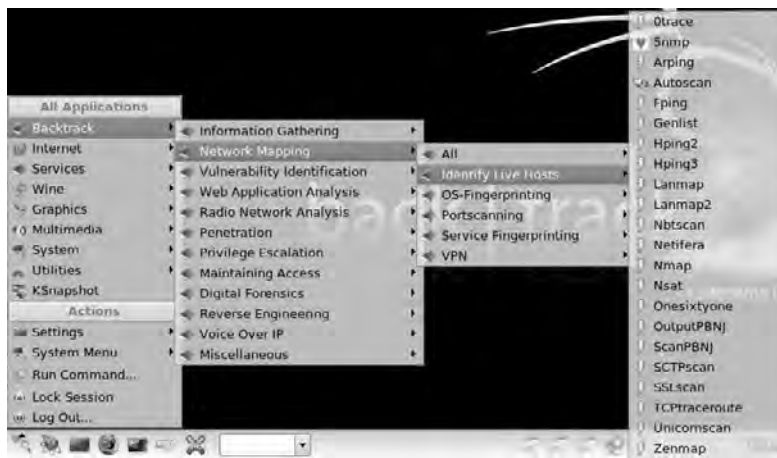 All Applications
Backtrack
Internet
Services
Wine
Graphics
Multimedia
System
Utilities
KSnapshot
Actions
Settings
System Menu
Run Command...
Lock Session
Log Out...
Information Gathering
Network Mapping
Vulnerability Identification
Web Application Analysis
Radio Network Analysis
Penetration
Privilege Escalation
Maintaining Access
Digital Forensics
Reverse Engineering
Voice Over IP
Miscellaneous
All
Identify Live Hosts
OS-Fingerprinting
Portscanning
Service Fingerprinting
VPN
0trace
5nmp
Arping
Autoscan
Fping
Genlist
Hping2
Hping3
Lanmap
Lanmap2
Nbtscan
Netifera
Nmap
Nsat
Onesixtyone
OutputPBNJ
ScanPBNJ
SCTPscan
SSLscan
TCPtraceroute
Unicornscan
Zenmap